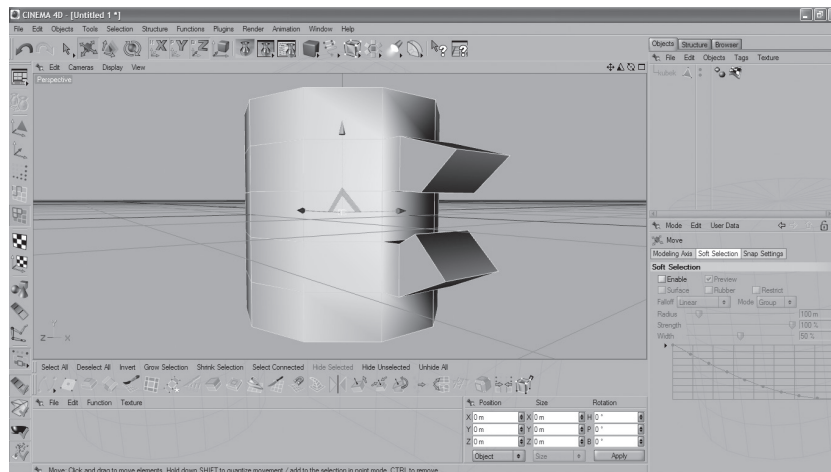 CINEMA 4D - [Untitled 1 *]
File Edit Objects Tools Selection Structure Functions Plugins Render Animation Window Help
Objects Structure Browser
Edit Cameras Display View
File Edit Objects Tags Texture
Perspective
Mode Edit User Data
Move
Modeling Axis Soft Selection Snap Settings
Soft Selection
Enable Preview
Surface Rubber Restrict
Falloff Linear Mode Group
Radius 100 m
Strength 100 %
Width 50 %
Y
Z X
Select All Deselect All Invert Grow Selection Shrink Selection Select Connected Hide Selected Hide Unselected Unhide All
File Edit Function Texture
Position Size Rotation
X 0 m X 0 m H 0 °
Y 0 m Y 0 m P 0 °
Z 0 m Z 0 m B 0 °
Object Size Apply
Move: Click and drag to move elements. Hold down SHIFT to quantize movement / add to the selection in point mode, CTRL to remove.